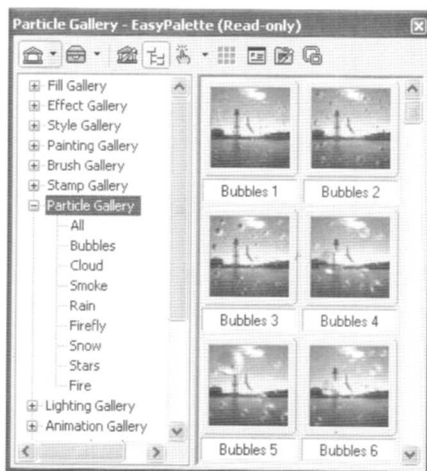 Particle Gallery - EasyPalette (Read-only)
Fill Gallery
Effect Gallery
Style Gallery
Painting Gallery
Brush Gallery
Stamp Gallery
Particle Gallery
All
Bubbles
Cloud
Smoke
Rain
Firefly
Snow
Stars
Fire
Lighting Gallery
Animation Gallery
Bubbles 1 Bubbles 2
Bubbles 3 Bubbles 4
Bubbles 5 Bubbles 6